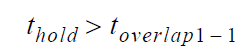 t_hold > t_overlap1 − 1